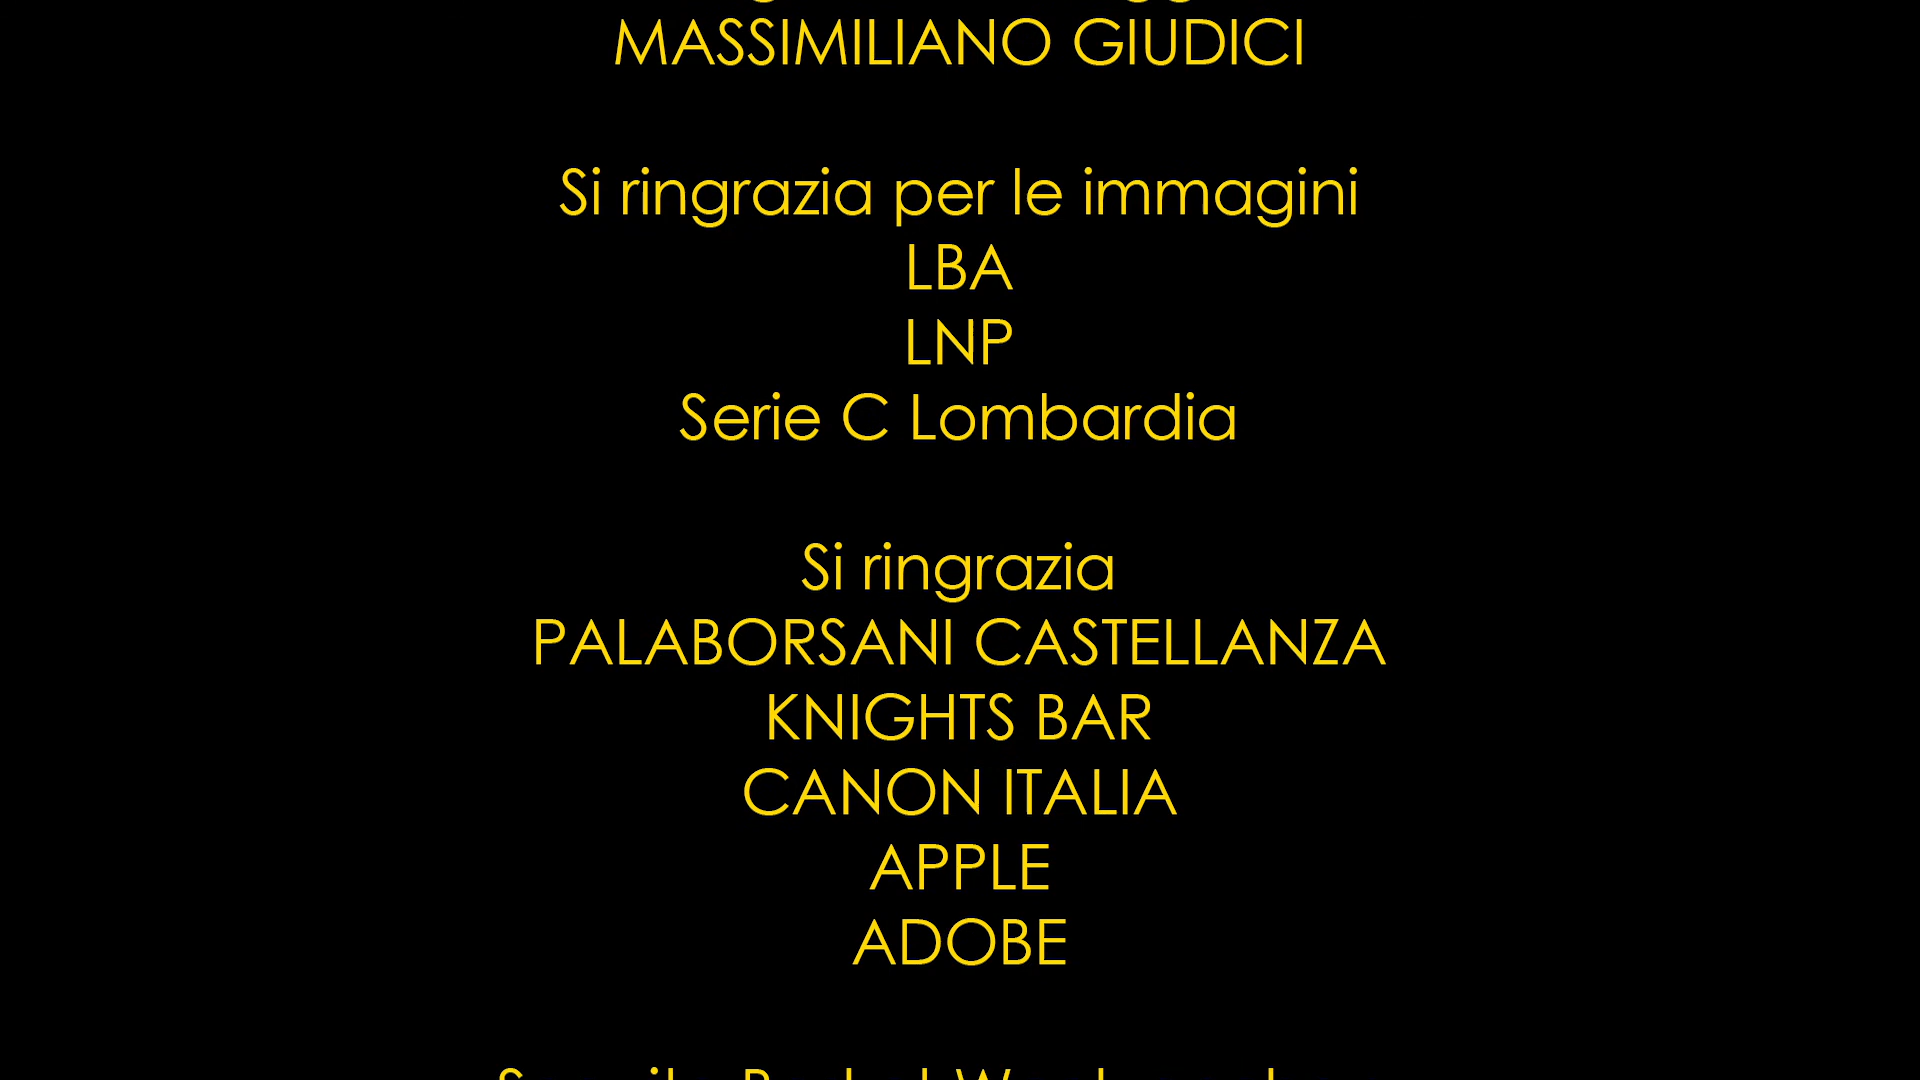 MASSIMILIANO GIUDICI
Si ringrazia per le immagini
LBA
LNP
Serie C Lombardia
Si ringrazia
PALABORSANI CASTELLANZA
KNIGHTS BAR
CANON ITALIA
APPLE
ADOBE